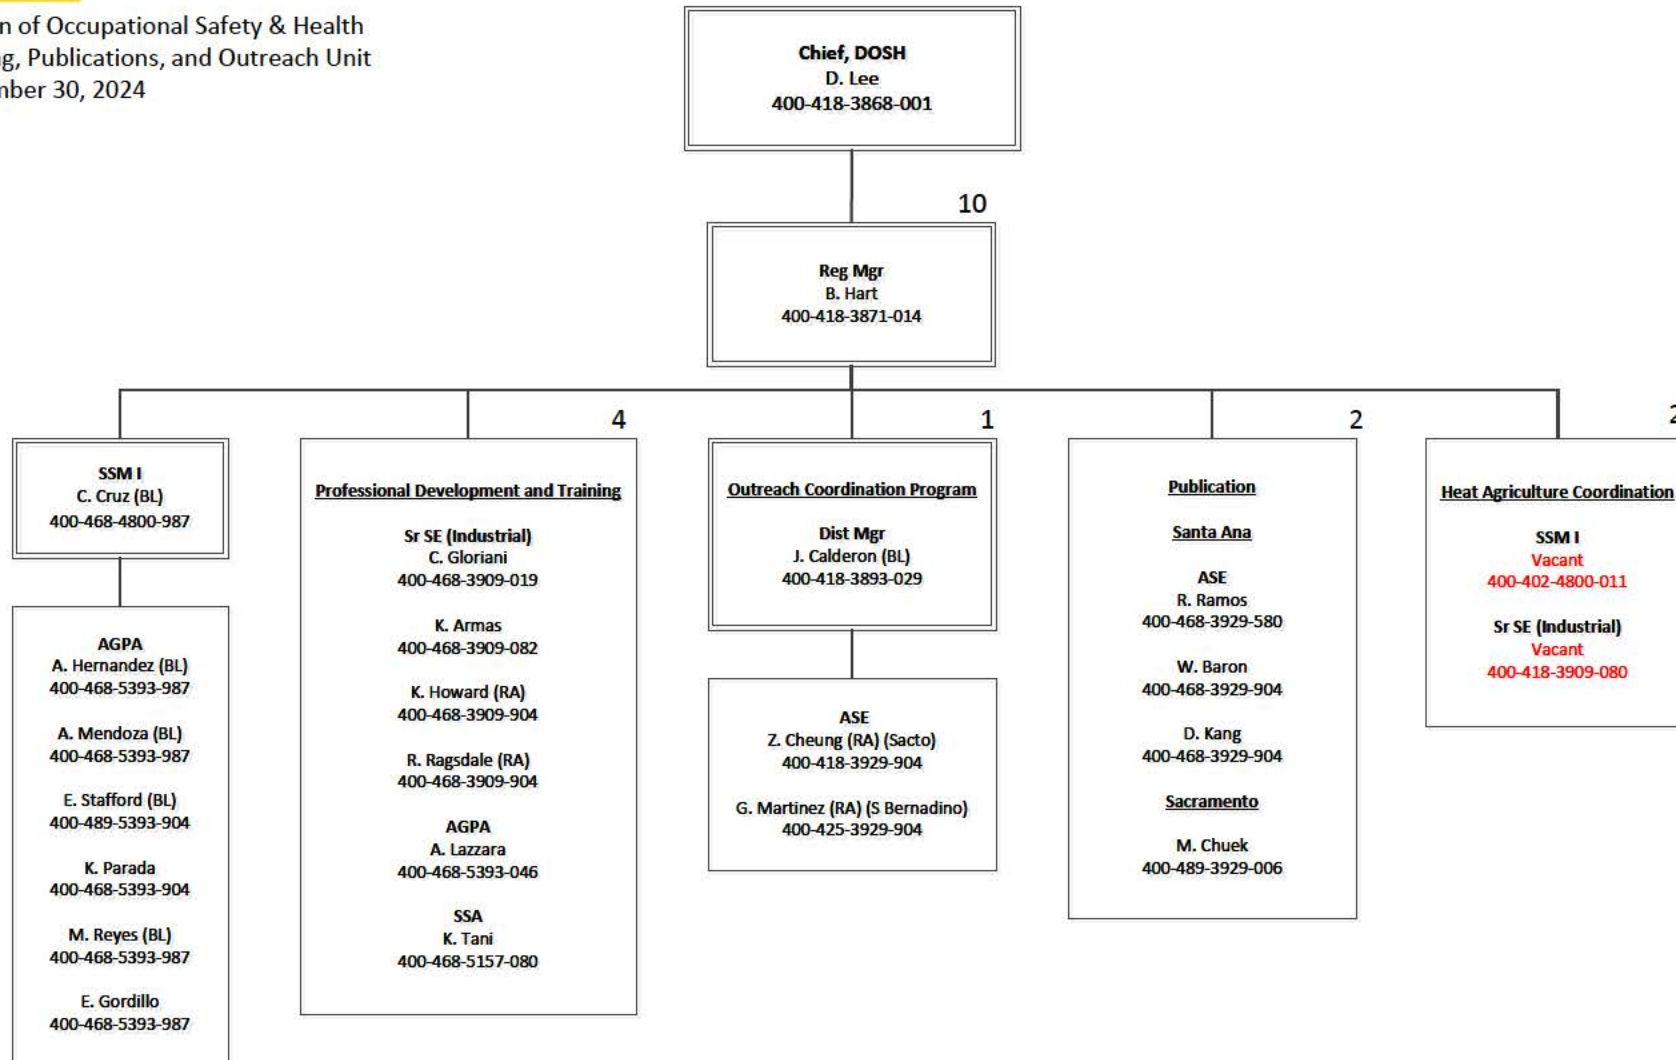 n of Occupational Safety & Health
g, Publications, and Outreach Unit
mber 30, 2024
Chief, DOSH
D. Lee
400-418-3868-001
10
Reg Mgr
B. Hart
400-418-3871-014
SSM I
C. Cruz (BL)
400-468-4800-987
AGPA
A. Hernandez (BL)
400-468-5393-987
A. Mendoza (BL)
400-468-5393-987
E. Stafford (BL)
400-489-5393-904
K. Parada
400-468-5393-904
M. Reyes (BL)
400-468-5393-987
E. Gordillo
400-468-5393-987
4
Professional Development and Training
Sr SE (Industrial)
C. Gloriani
400-468-3909-019
K. Armas
400-468-3909-082
K. Howard (RA)
400-468-3909-904
R. Ragsdale (RA)
400-468-3909-904
AGPA
A. Lazzara
400-468-5393-046
SSA
K. Tani
400-468-5157-080
1
Outreach Coordination Program
Dist Mgr
J. Calderon (BL)
400-418-3893-029
ASE
Z. Cheung (RA) (Sacto)
400-418-3929-904
G. Martinez (RA) (S Bernadino)
400-425-3929-904
2
Publication
Santa Ana
ASE
R. Ramos
400-468-3929-580
W. Baron
400-468-3929-904
D. Kang
400-468-3929-904
Sacramento
M. Chuek
400-489-3929-006
2
Heat Agriculture Coordination
SSM I
Vacant
400-402-4800-011
Sr SE (Industrial)
Vacant
400-418-3909-080